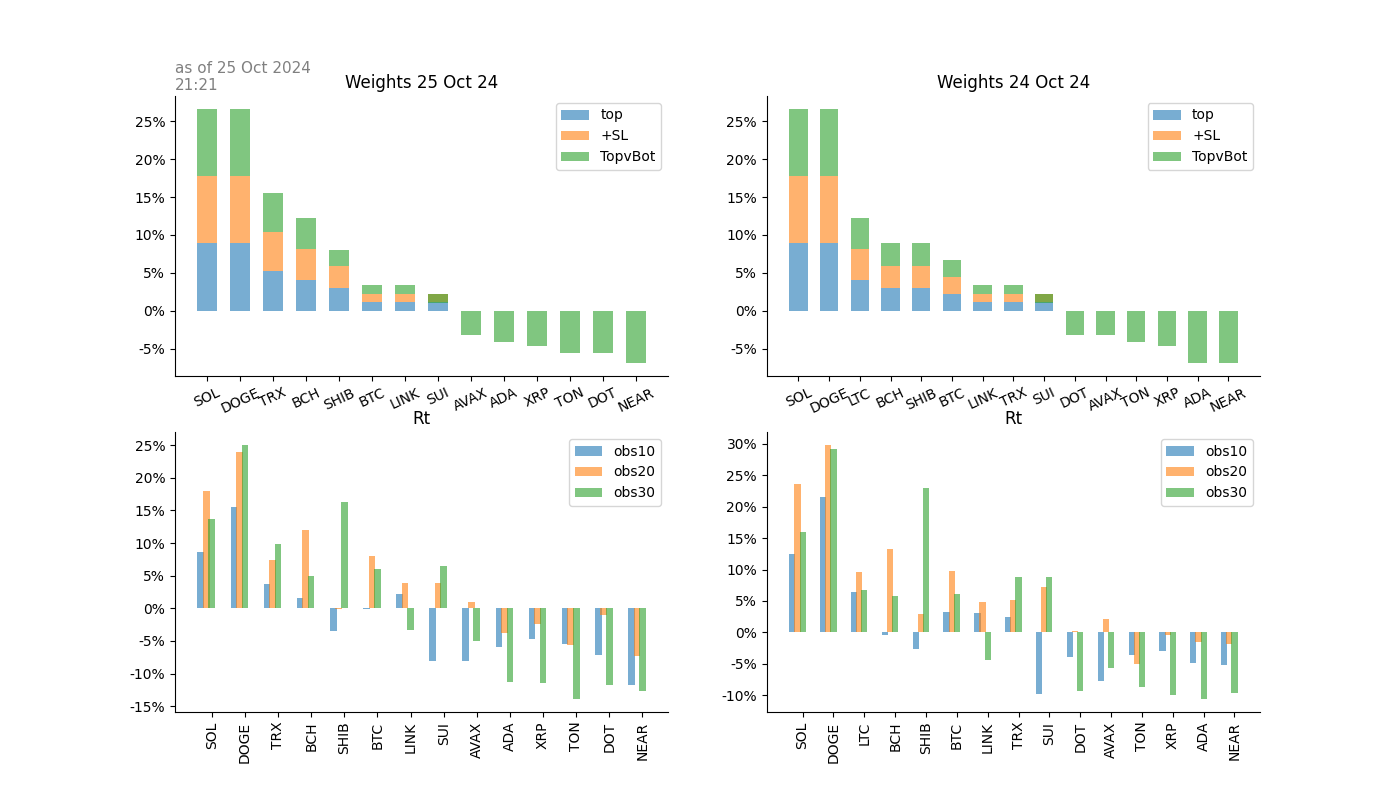 as of 25 Oct 2024
21:21
Weights 25 Oct 24
25%
20%
15%
10%
5%
0%
-5%
top
+SL
TopvBot
SOL DOGE TRX BCH SHIB BTC LINK SUI AVAX ADA XRP TON DOT NEAR
Weights 24 Oct 24
25%
20%
15%
10%
5%
0%
-5%
top
+SL
TopvBot
SOL DOGE LTC BCH SHIB BTC LINK TRX SUI DOT AVAX TON XRP ADA NEAR
Rt
25%
20%
15%
10%
5%
0%
-5%
-10%
-15%
obs10
obs20
obs30
SOL DOGE TRX BCH SHIB BTC LINK SUI AVAX ADA XRP TON DOT NEAR
Rt
30%
25%
20%
15%
10%
5%
0%
-5%
-10%
obs10
obs20
obs30
SOL DOGE LTC BCH SHIB BTC LINK TRX SUI DOT AVAX TON XRP ADA NEAR